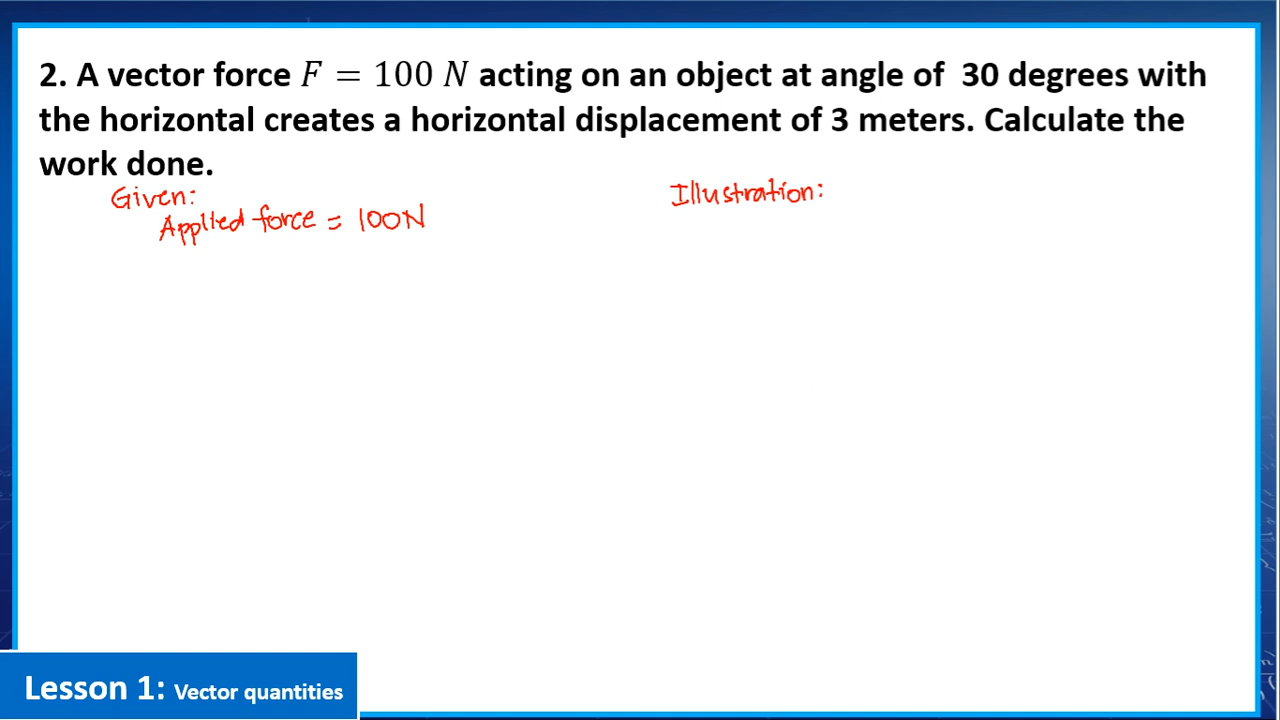 2. A vector force F = 100 N acting on an object at angle of 30 degrees with
the horizontal creates a horizontal displacement of 3 meters. Calculate the
work done.
Given:
Applied force = 100N
Illustration:
Lesson 1: Vector quantities